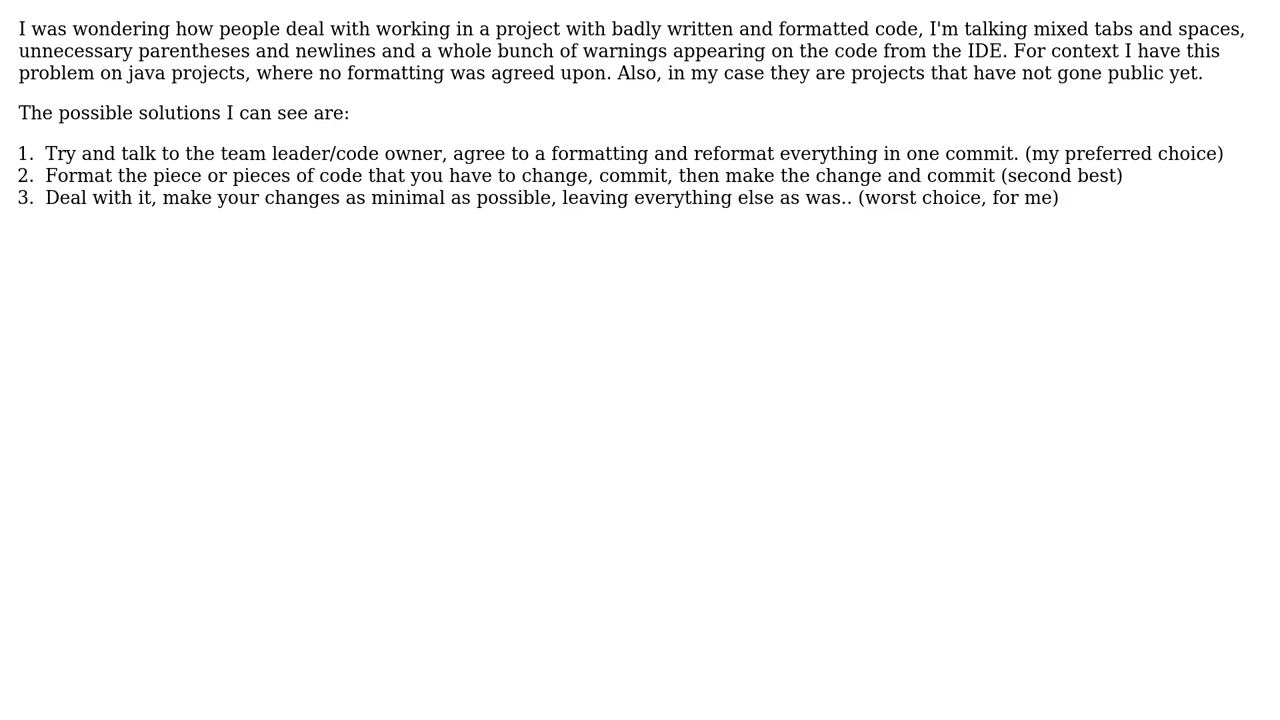 I was wondering how people deal with working in a project with badly written and formatted code, I'm talking mixed tabs and spaces,
unnecessary parentheses and newlines and a whole bunch of warnings appearing on the code from the IDE. For context I have this
problem on java projects, where no formatting was agreed upon. Also, in my case they are projects that have not gone public yet.
The possible solutions I can see are:
1. Try and talk to the team leader/code owner, agree to a formatting and reformat everything in one commit. (my preferred choice)
2. Format the piece or pieces of code that you have to change, commit, then make the change and commit (second best)
3. Deal with it, make your changes as minimal as possible, leaving everything else as was.. (worst choice, for me)